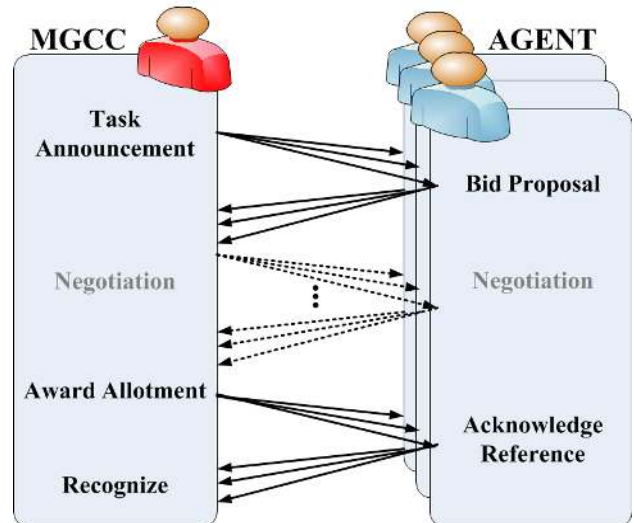 MGCC
AGENT
Task
Announcement
Bid Proposal
Negotiation
Negotiation
Award Allotment
Acknowledge
Reference
Recognize